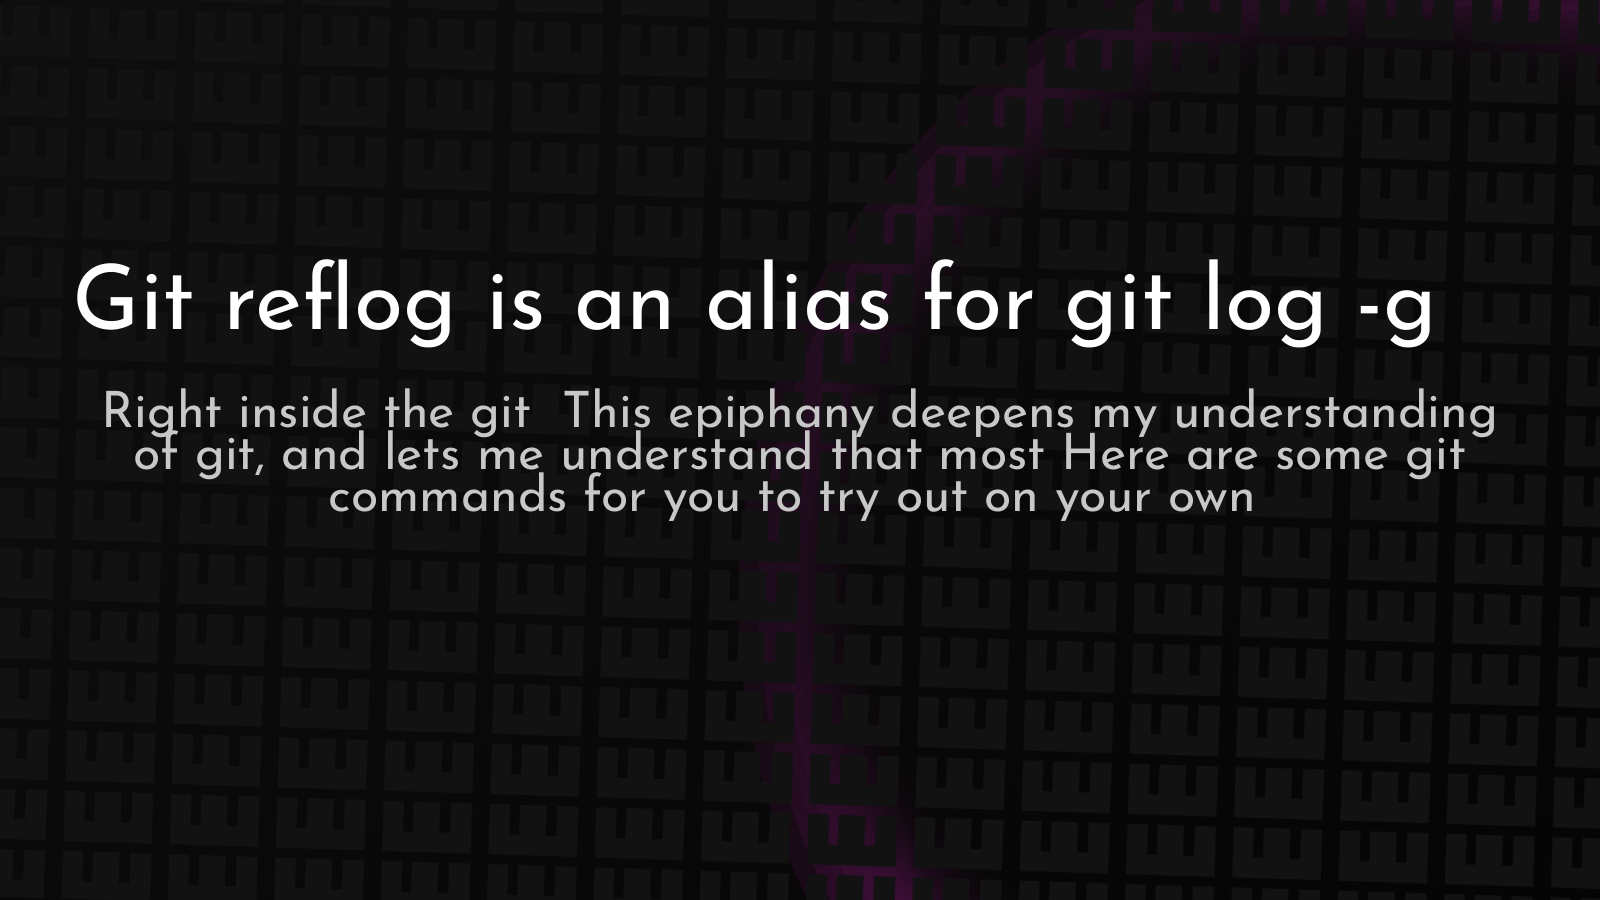 Git reflog is an alias for git log -g
Right inside the git  This epiphany deepens my understanding
of git, and lets me understand that most Here are some git
commands for you to try out on your own